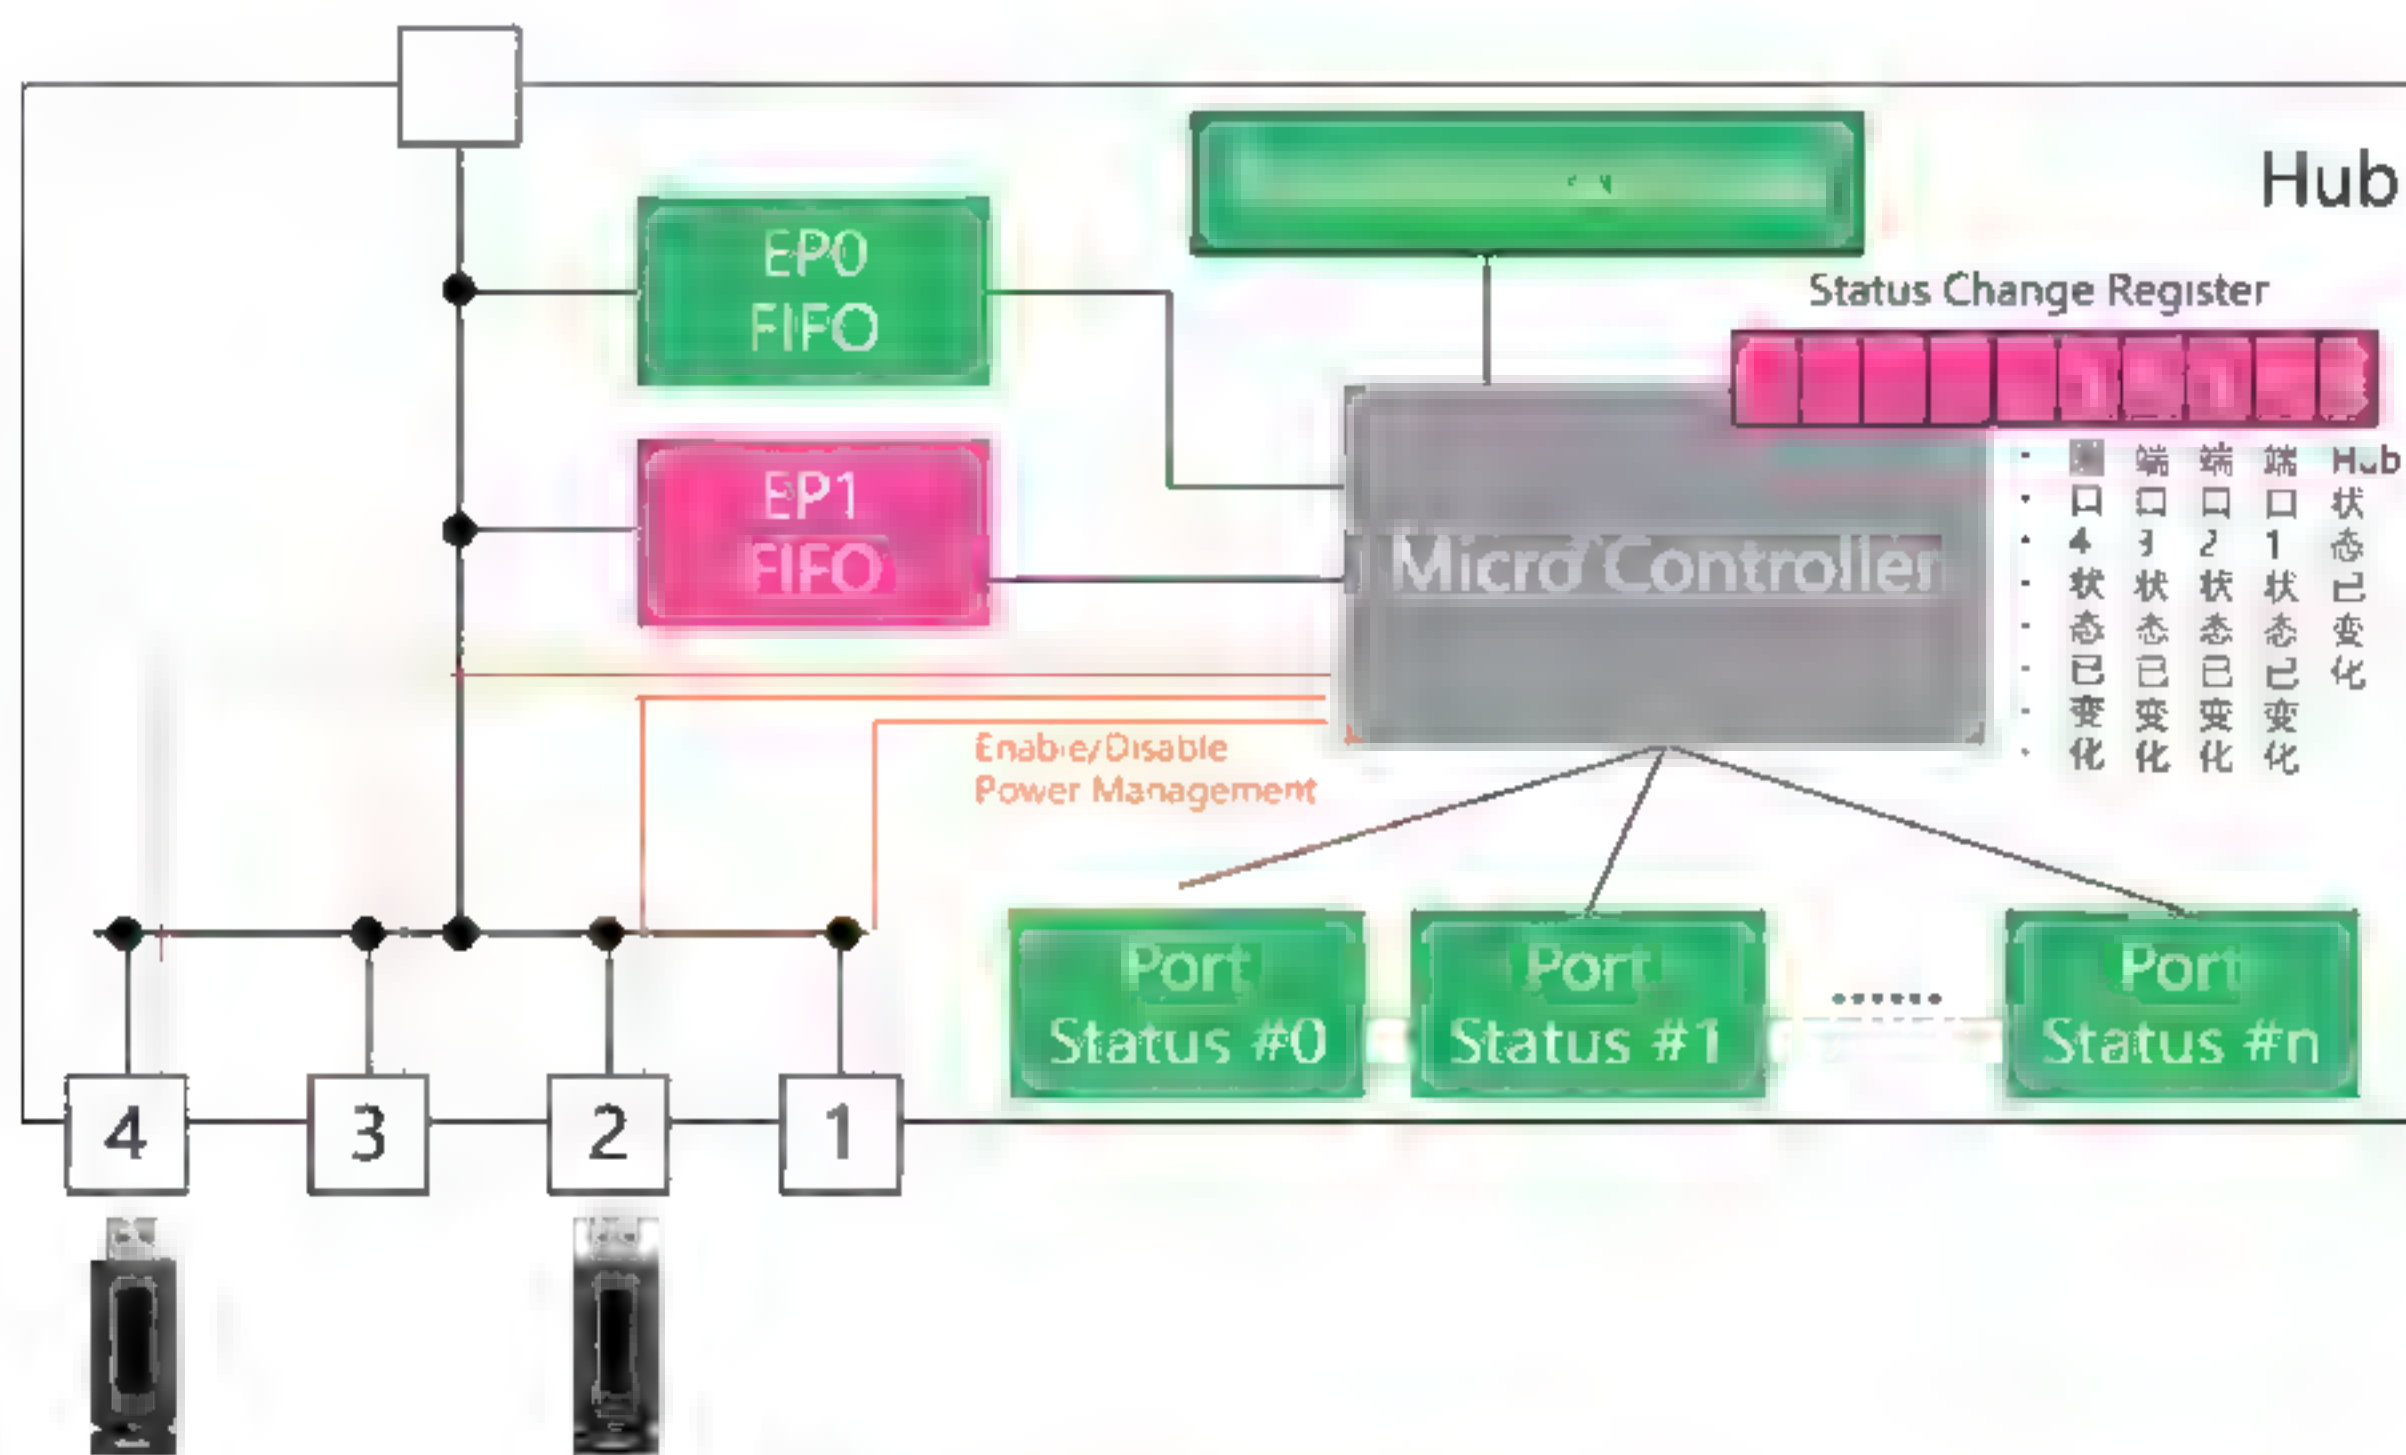 Hub
EP0
FIFO
Status Change Register
EP1
FIFO
Micro Controller
口4状态已变化
端口3状态已变化
端口2状态已变化
端口1状态已变化
Hub状态已变化
Enable/Disable
Power Management
Port
Status #0
Port
Status #1
......
Port
Status #n
4
3
2
1